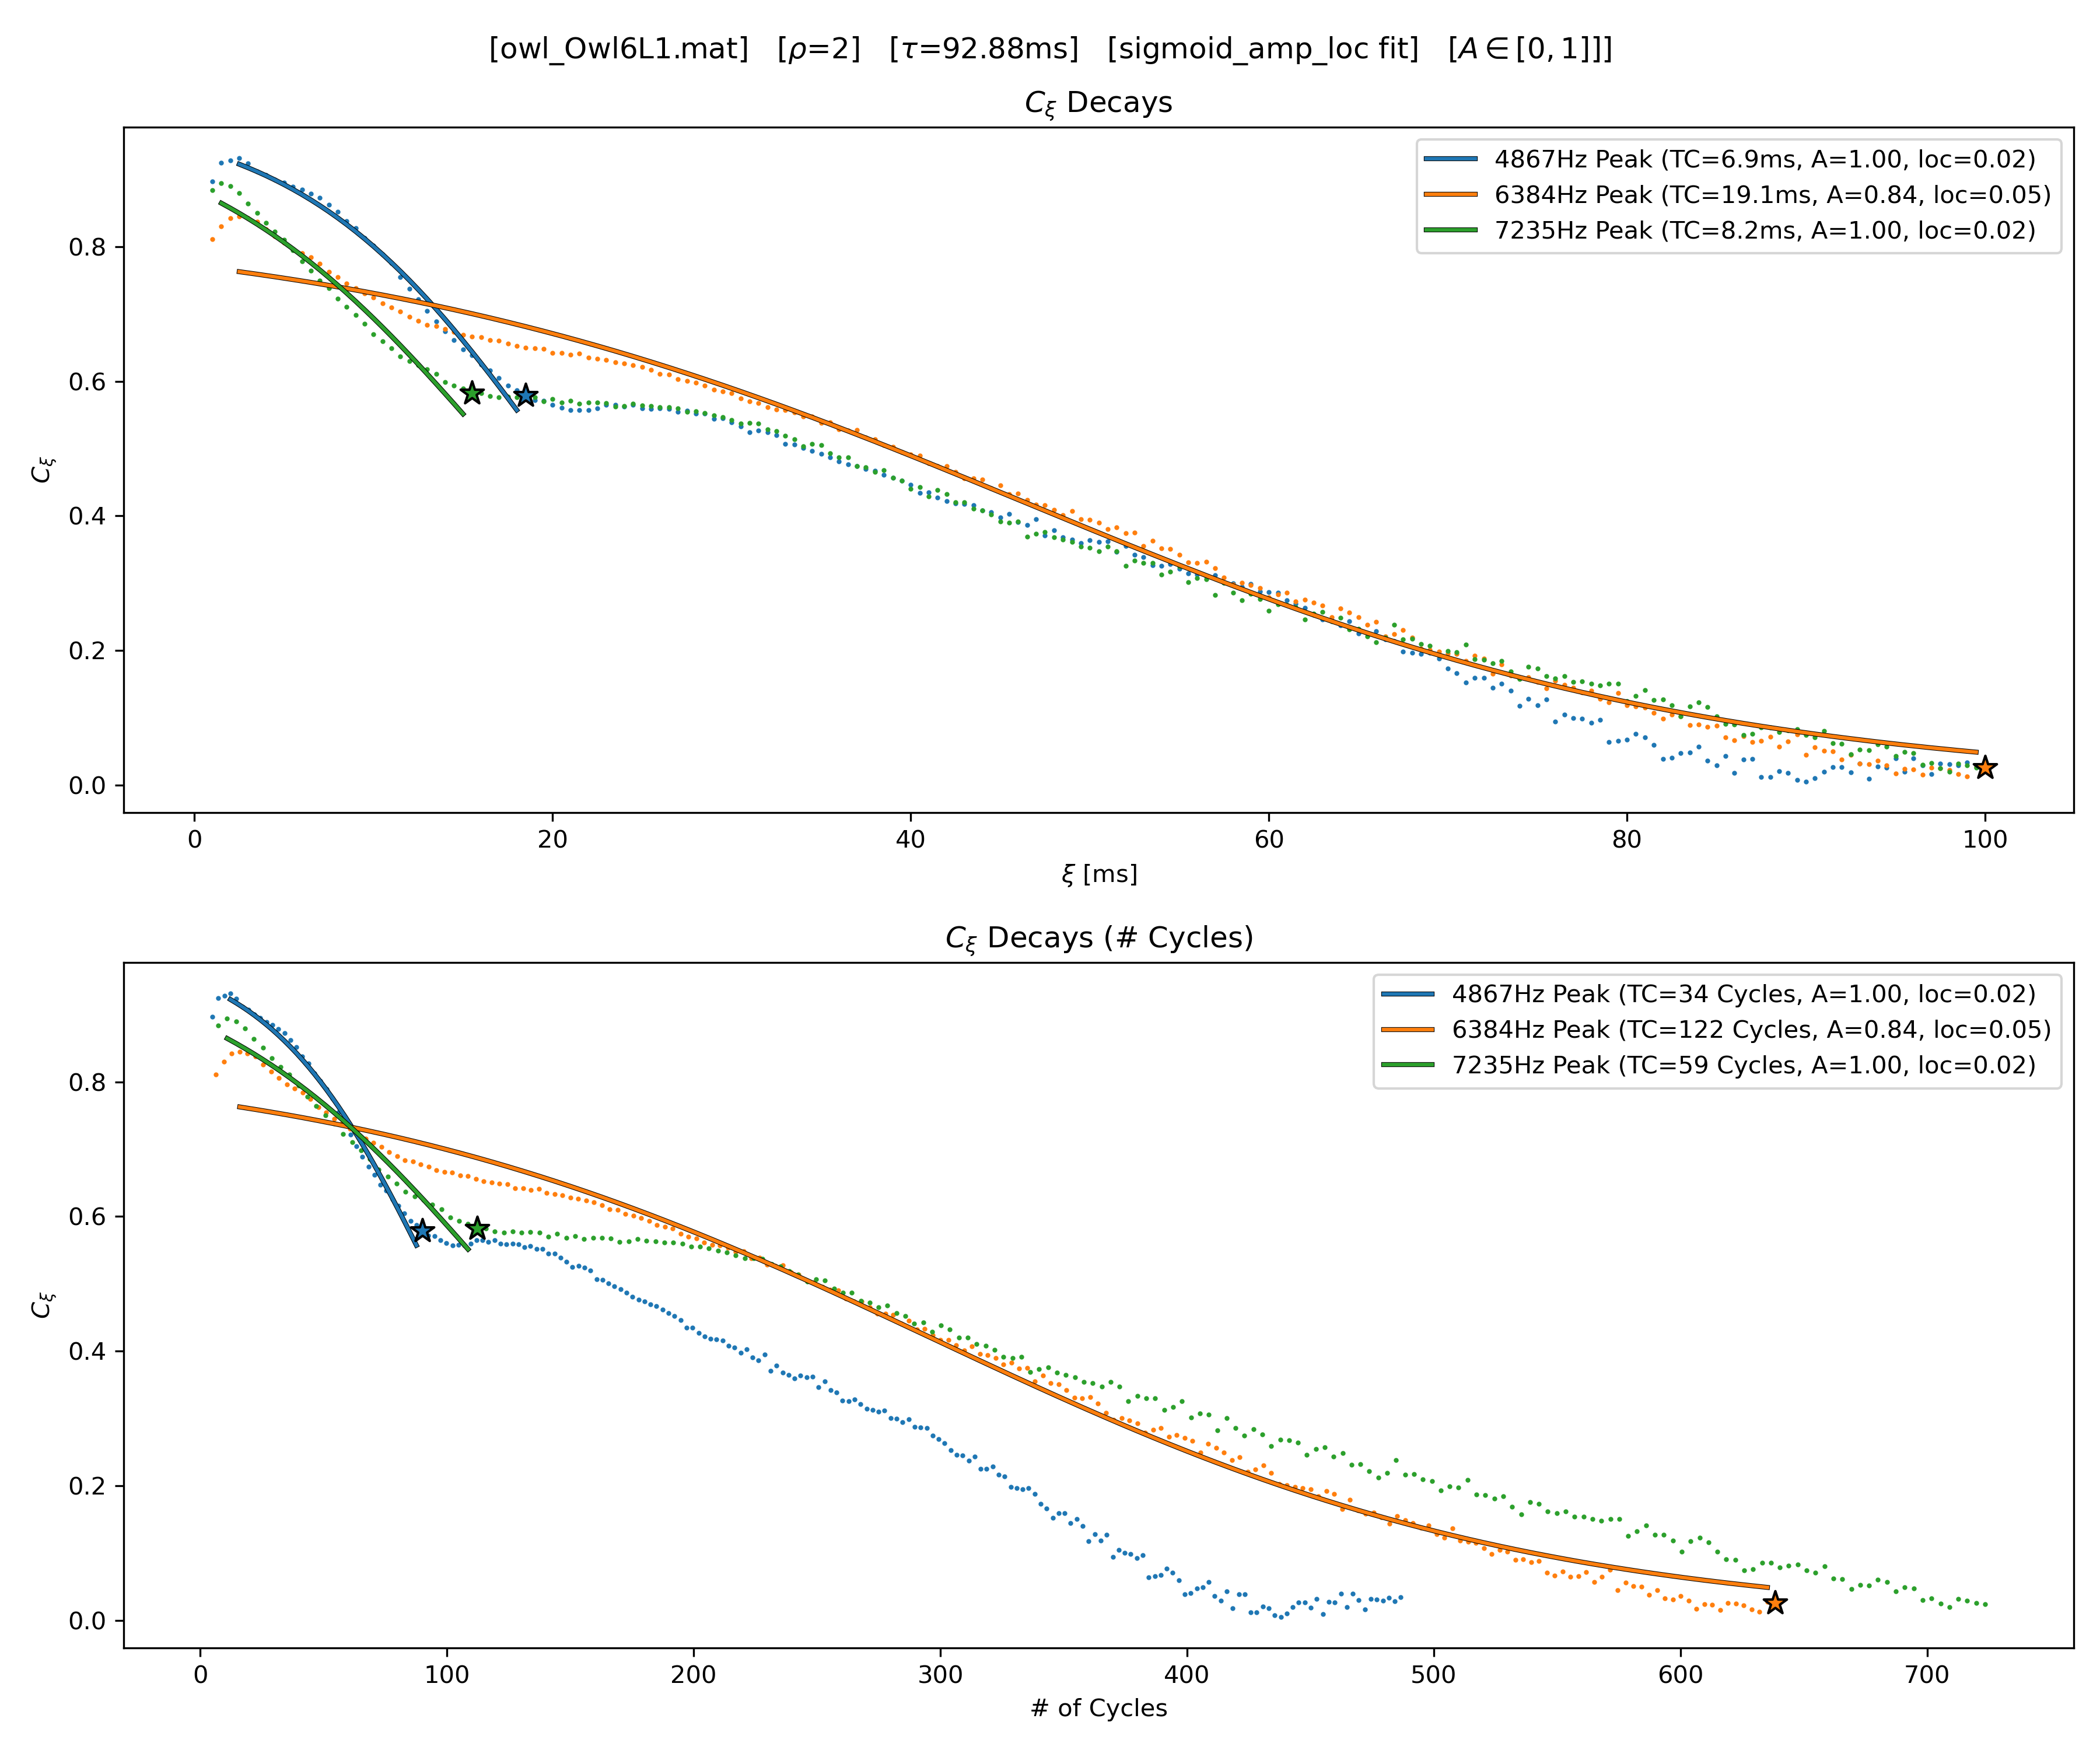 [owl_Owl6L1.mat]   [ρ=2]   [τ=92.88ms]   [sigmoid_amp_loc fit]   [A ∈ [0, 1]]]
C_ξ Decays
4867Hz Peak (TC=6.9ms, A=1.00, loc=0.02)
6384Hz Peak (TC=19.1ms, A=0.84, loc=0.05)
7235Hz Peak (TC=8.2ms, A=1.00, loc=0.02)
C_ξ
0.8
0.6
0.4
0.2
0.0
0 20 40 60 80 100
ξ [ms]
C_ξ Decays (# Cycles)
4867Hz Peak (TC=34 Cycles, A=1.00, loc=0.02)
6384Hz Peak (TC=122 Cycles, A=0.84, loc=0.05)
7235Hz Peak (TC=59 Cycles, A=1.00, loc=0.02)
C_ξ
0.8
0.6
0.4
0.2
0.0
0 100 200 300 400 500 600 700
# of Cycles